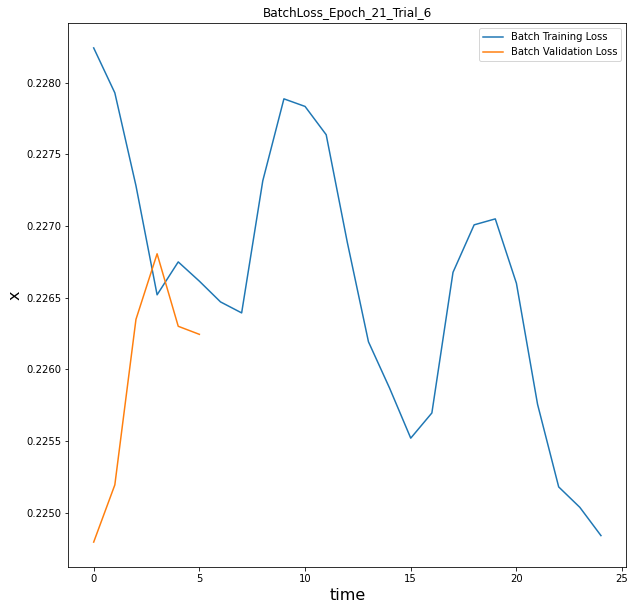 BatchLoss_Epoch_21_Trial_6
Batch Training Loss
Batch Validation Loss
0.2280
0.2275
0.2270
0.2265
0.2260
0.2255
0.2250
x
0
5
10
15
20
25
time